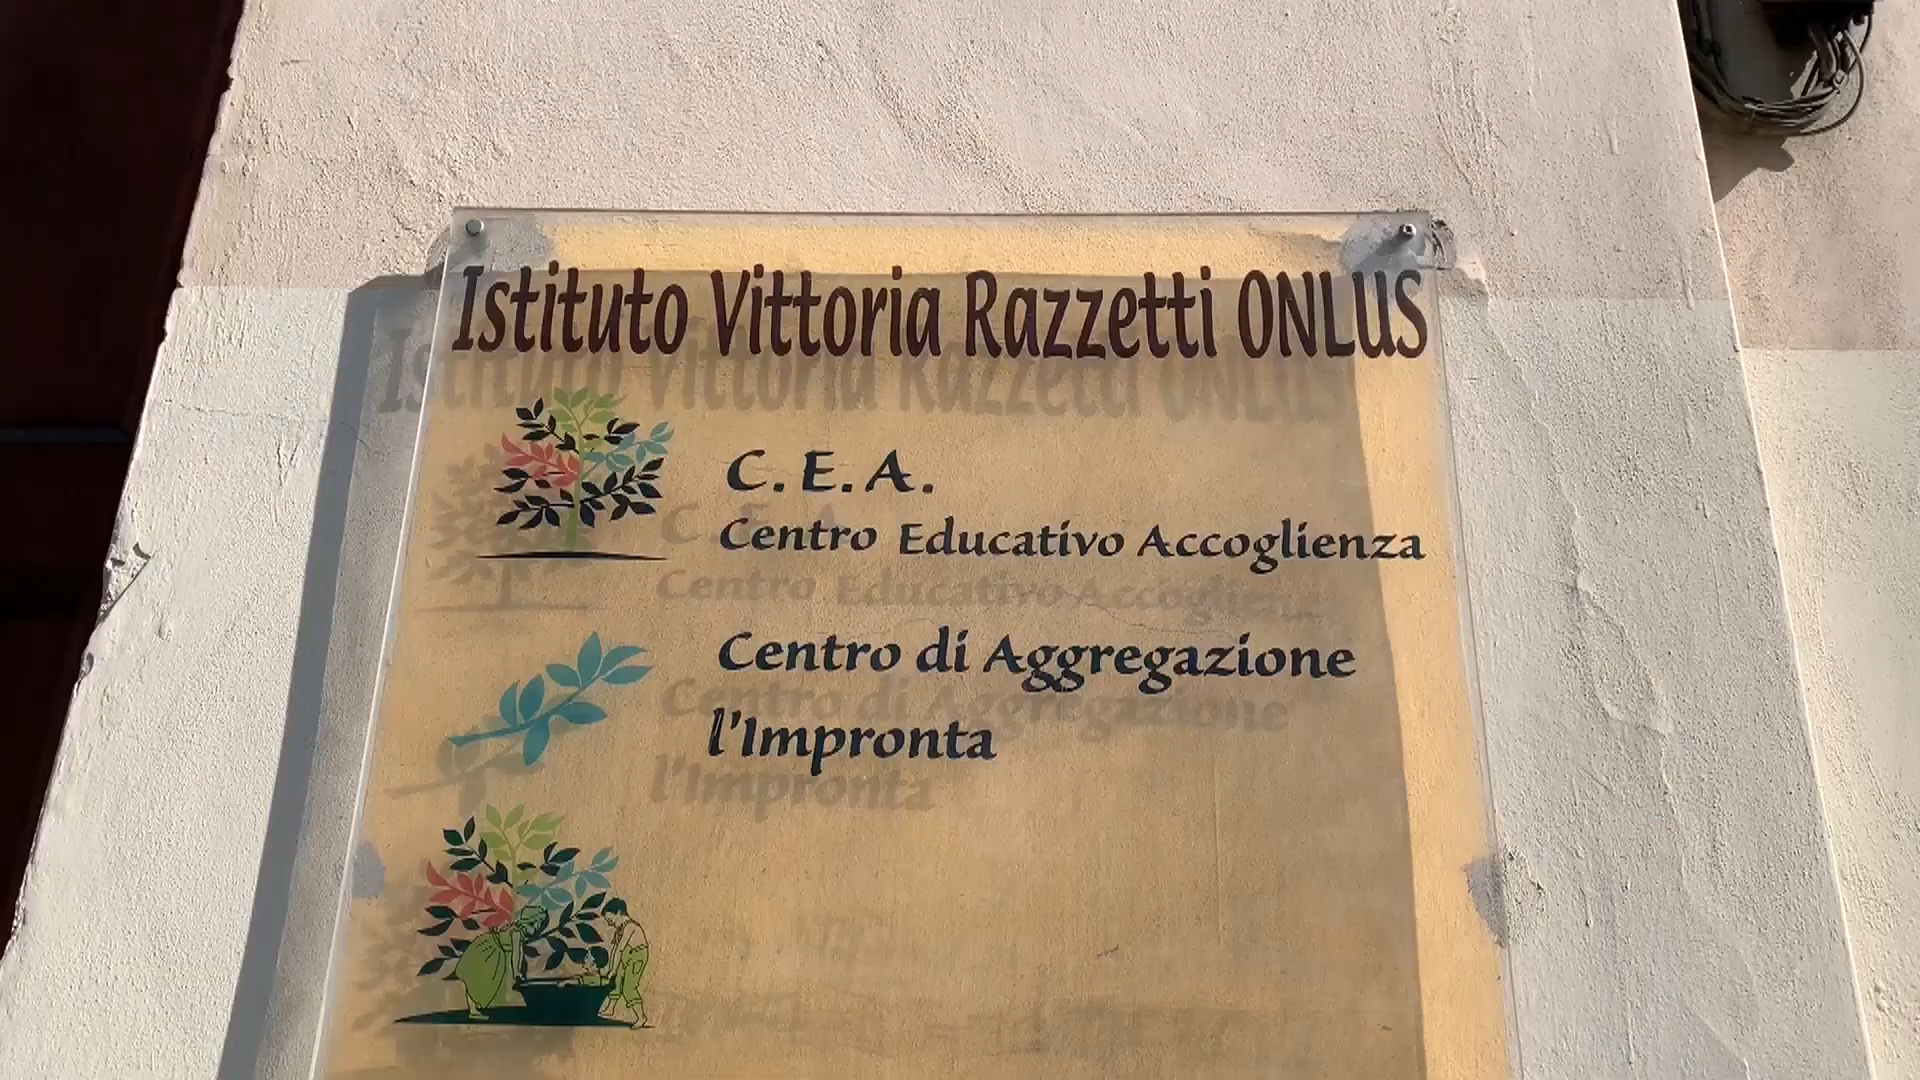 Istituto Vittoria Razzetti ONLUS
C.E.A.
Centro Educativo Accoglienza
Centro di Aggregazione
l'Impronta